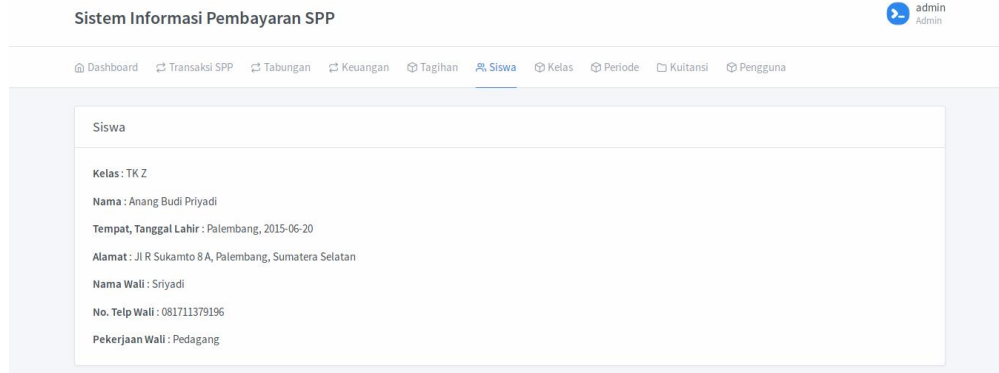 Sistem Informasi Pembayaran SPP
admin
Admin
Dashboard Transaksi SPP Tabungan Keuangan Tagihan Siswa Kelas Periode Kuitansi Pengguna
Siswa
Kelas : TK Z
Nama : Anang Budi Priyadi
Tempat, Tanggal Lahir : Palembang, 2015-06-20
Alamat : Jl R Sukamto 8 A, Palembang, Sumatera Selatan
Nama Wali : Sriyadi
No. Telp Wali : 081711379196
Pekerjaan Wali : Pedagang